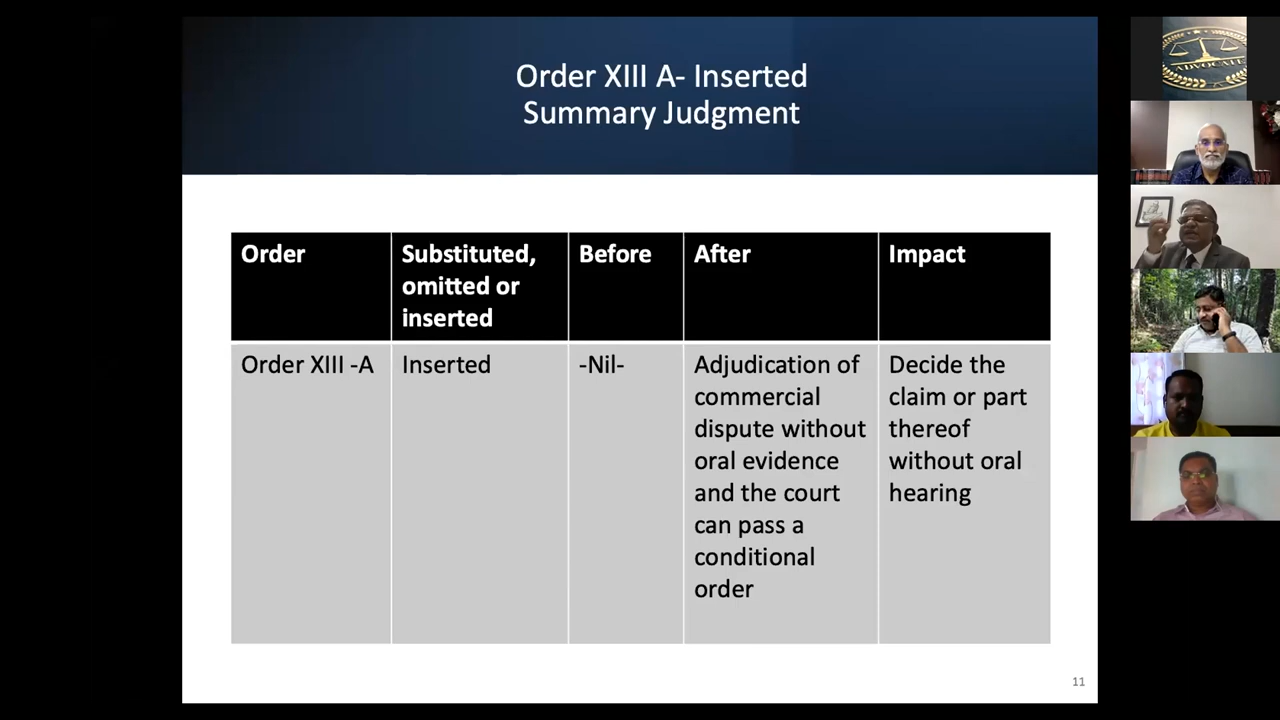 Order XIII A- Inserted
Summary Judgment
Order
Substituted,
omitted or
inserted
Before
After
Impact
Order XIII -A
Inserted
-Nil-
Adjudication of
commercial
dispute without
oral evidence
and the court
can pass a
conditional
order
Decide the
claim or part
thereof
without oral
hearing
11
ADVOCATE